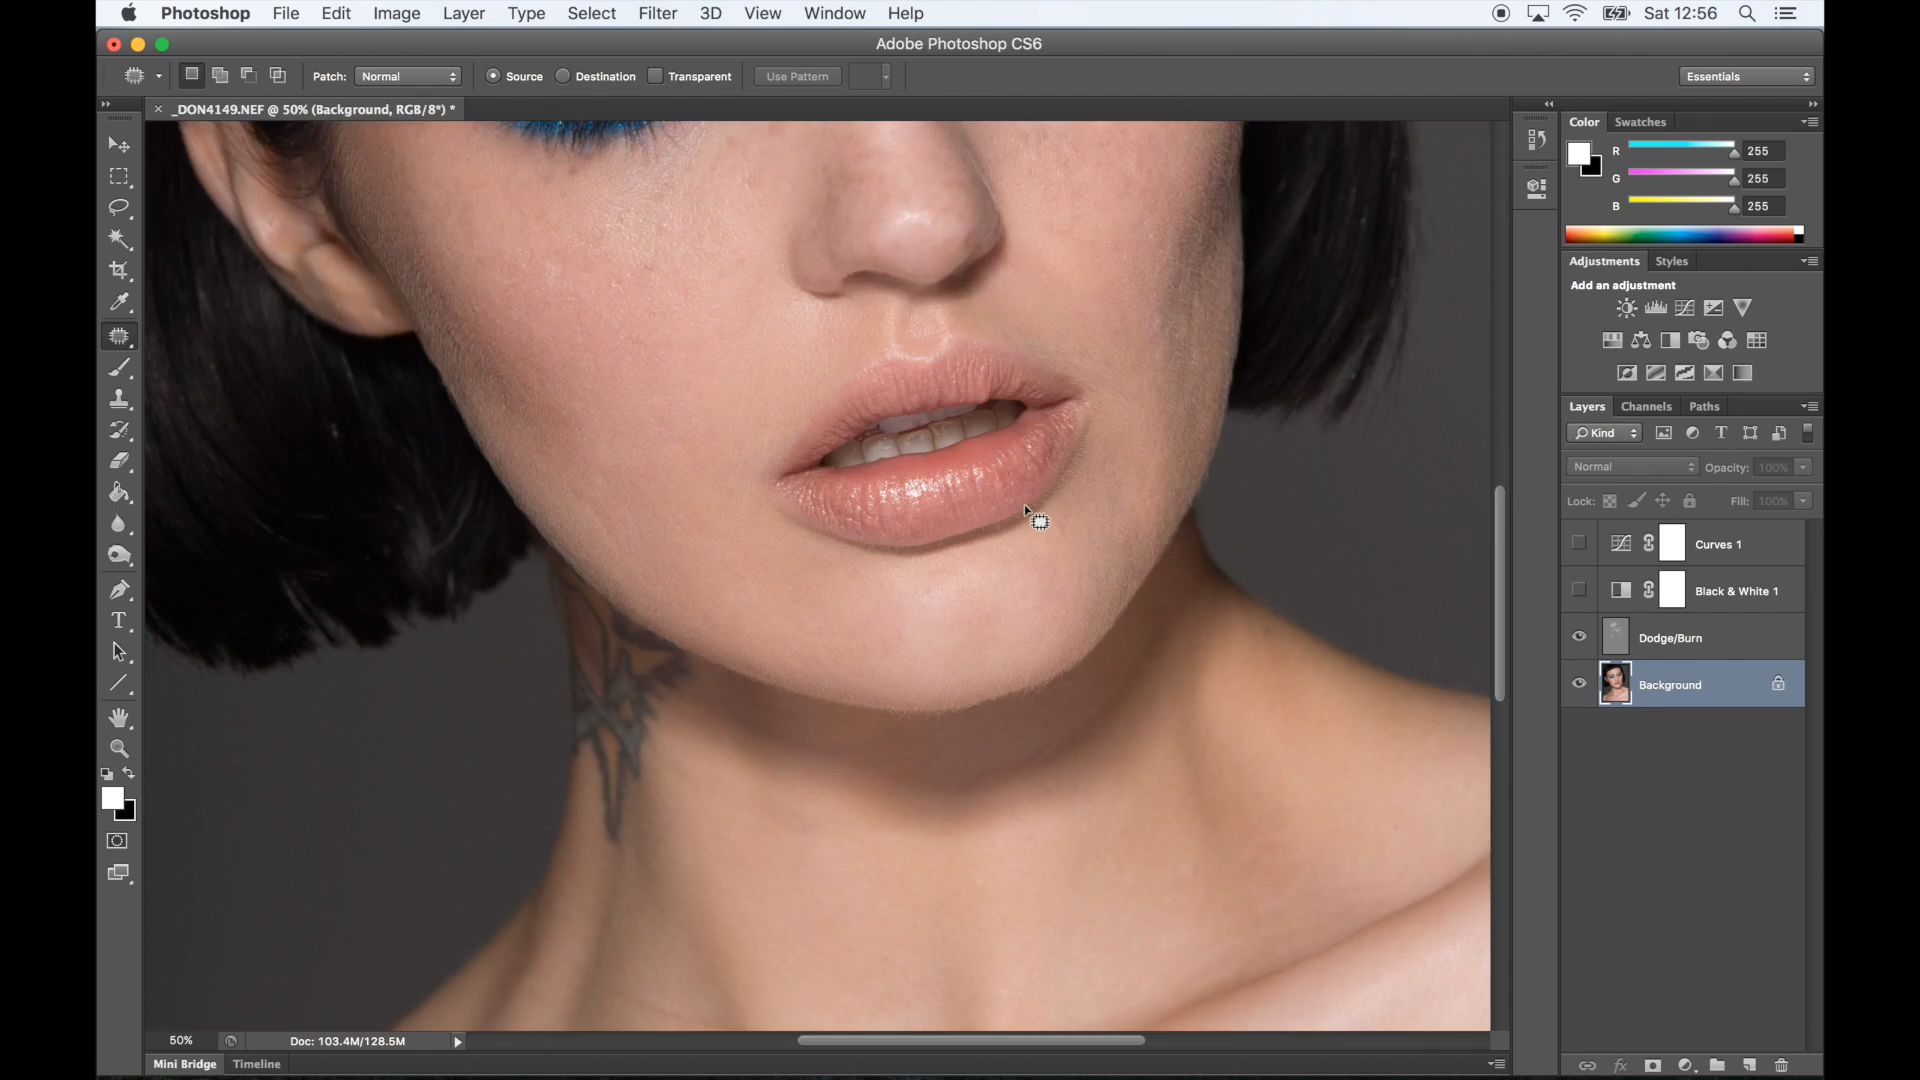 Photoshop File Edit Image Layer Type Select Filter 3D View Window Help Sat 12:56
Adobe Photoshop CS6
Patch: Normal Source Destination Transparent Use Pattern Essentials
_DON4149.NEF @ 50% (Background, RGB/8*) *
Color Swatches
R 255
G 178
B 255
Adjustments Styles
Add an adjustment
Layers Channels Paths
Kind
Normal Opacity: 100%
Lock: Fill: 100%
Curves 1
Black & White 1
Dodge/Burn
Background
50% Doc: 103.4M/128.5M
Mini Bridge Timeline